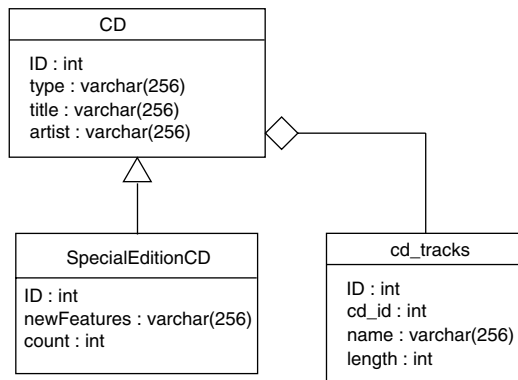 CD
ID : int
type : varchar(256)
title : varchar(256)
artist : varchar(256)
SpecialEditionCD
ID : int
newFeatures : varchar(256)
count : int
cd_tracks
ID : int
cd_id : int
name : varchar(256)
length : int